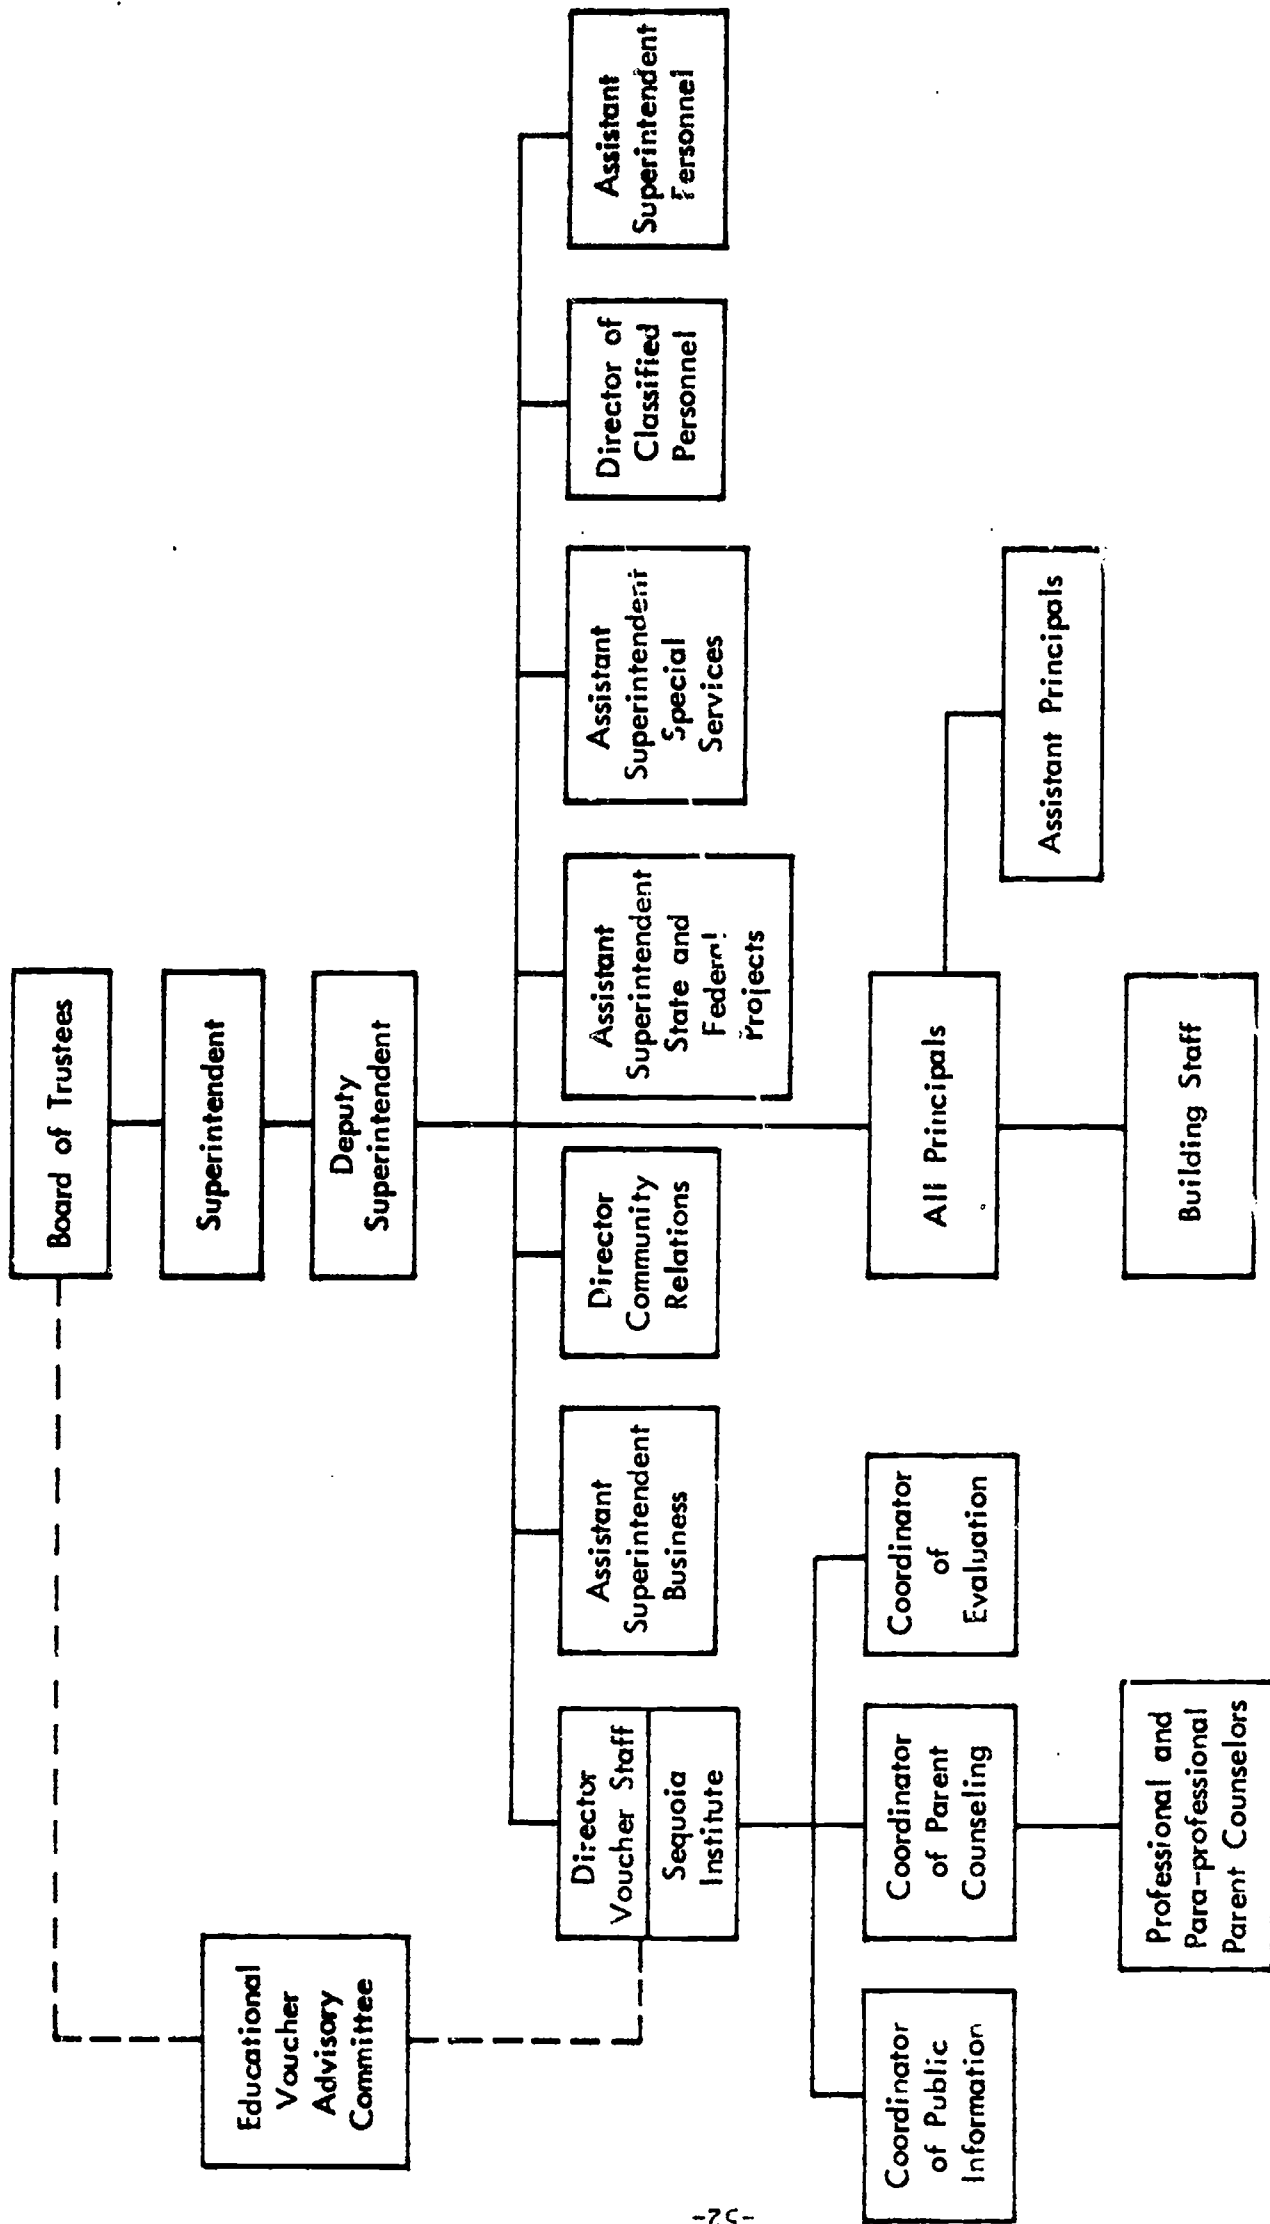 Board of Trustees
Superintendent
Deputy
Superintendent
Educational
Voucher
Advisory
Committee
Director
Voucher Staff
Sequoia
Institute
Assistant
Superintendent
Business
Director
Community
Relations
Assistant
Superintendent
State and
Federal
Projects
Assistant
Superintendent
Special
Services
Director of
Classified
Personnel
Assistant
Superintendent
Personnel
Coordinator
of Public
Information
Coordinator
of Parent
Counseling
Coordinator
of
Evaluation
All Principals
Assistant Principals
Professional and
Para-professional
Parent Counselors
Building Staff
-52-